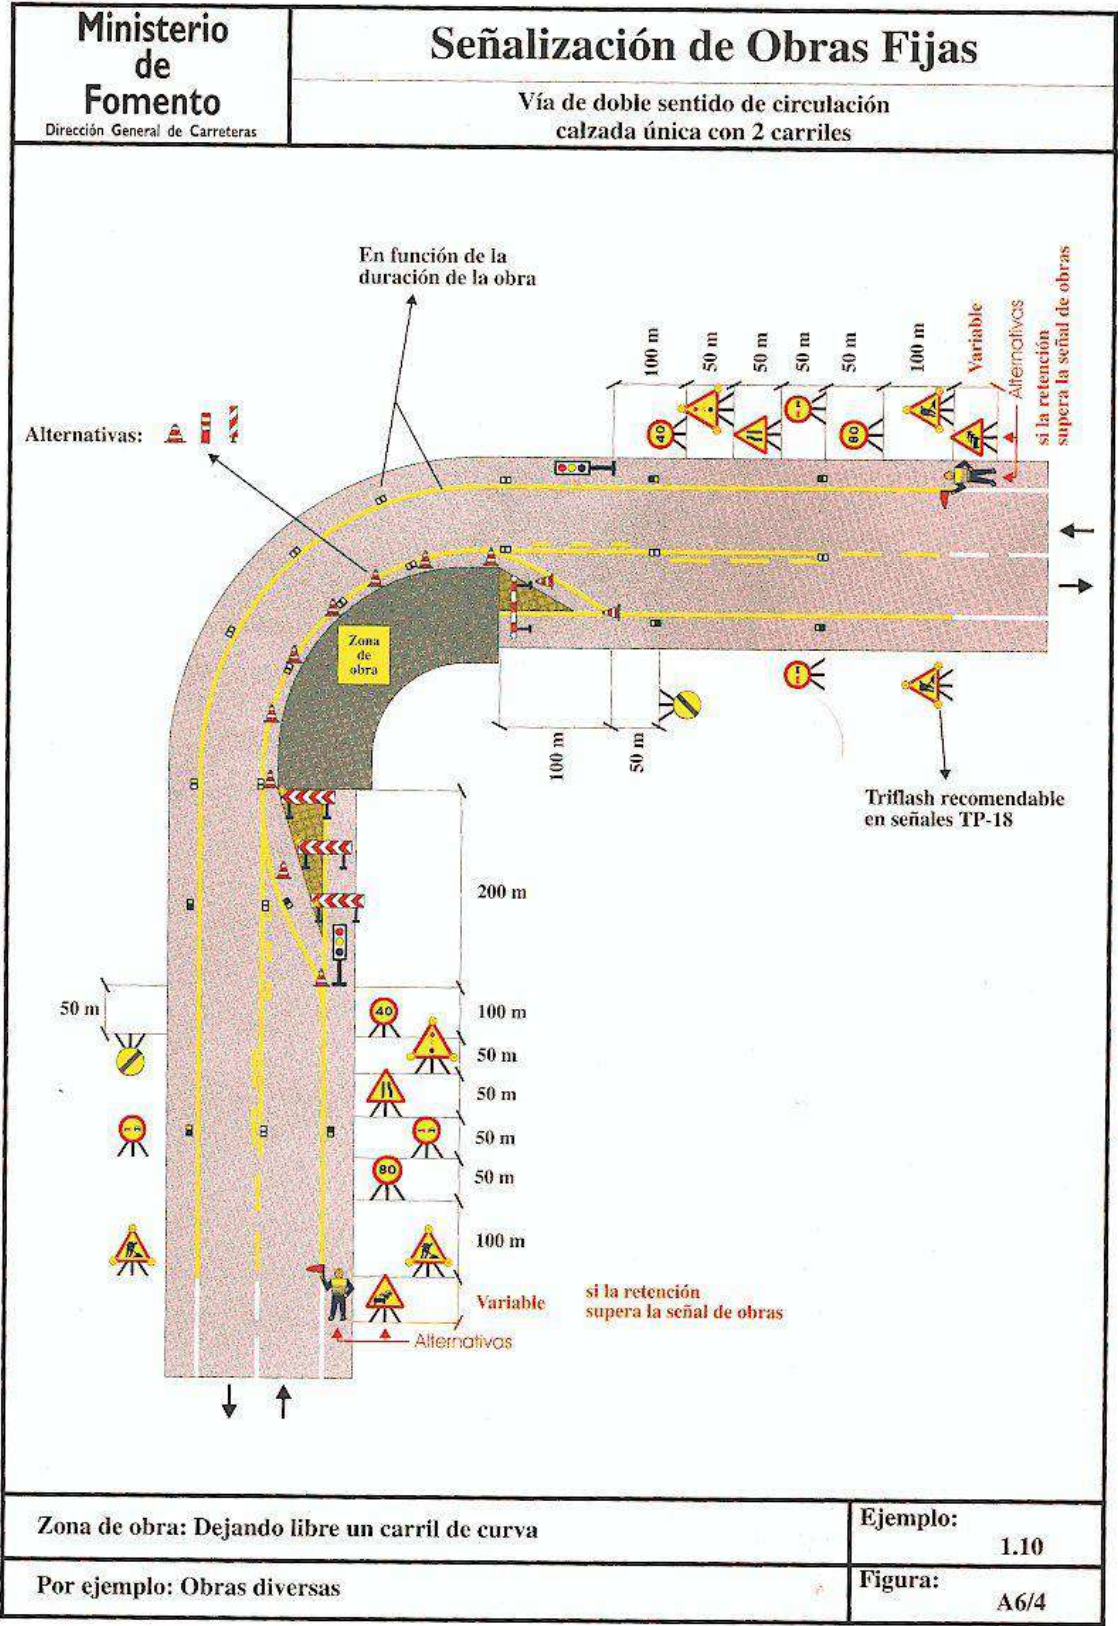 Ministerio
de
Fomento
Dirección General de Carreteras
Señalización de Obras Fijas
Vía de doble sentido de circulación
calzada única con 2 carriles
En función de la
duración de la obra
Alternativas:
100 m
50 m
50 m
50 m
50 m
100 m
Variable
Alternativas
si la retención
supera la señal de obras
40
80
Zona
de
obra
100 m
50 m
Triflash recomendable
en señales TP-18
200 m
50 m
40
100 m
50 m
50 m
50 m
80
50 m
100 m
Variable
si la retención
supera la señal de obras
Alternativas
Zona de obra: Dejando libre un carril de curva
Ejemplo:
1.10
Por ejemplo: Obras diversas
Figura:
A6/4